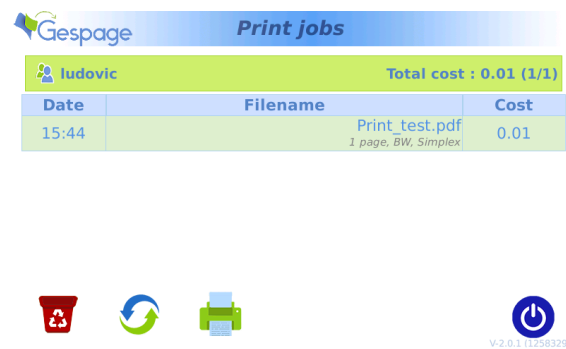 Gespage
Print jobs
ludovic
Total cost : 0.01 (1/1)
Date Filename Cost
15:44 Print_test.pdf 0.01
1 page, BW, Simplex
V-2.0.1 (1258329